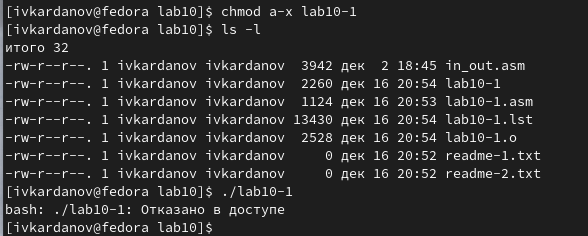 [ivkardanov@fedora lab10]$ chmod a-x lab10-1
[ivkardanov@fedora lab10]$ ls -l
итого 32
-rw-r--r--. 1 ivkardanov ivkardanov  3942 дек  2 18:45 in_out.asm
-rw-r--r--. 1 ivkardanov ivkardanov  2260 дек 16 20:54 lab10-1
-rw-r--r--. 1 ivkardanov ivkardanov  1124 дек 16 20:53 lab10-1.asm
-rw-r--r--. 1 ivkardanov ivkardanov 13430 дек 16 20:54 lab10-1.lst
-rw-r--r--. 1 ivkardanov ivkardanov  2528 дек 16 20:54 lab10-1.o
-rw-r--r--. 1 ivkardanov ivkardanov     0 дек 16 20:52 readme-1.txt
-rw-r--r--. 1 ivkardanov ivkardanov     0 дек 16 20:52 readme-2.txt
[ivkardanov@fedora lab10]$ ./lab10-1
bash: ./lab10-1: Отказано в доступе
[ivkardanov@fedora lab10]$